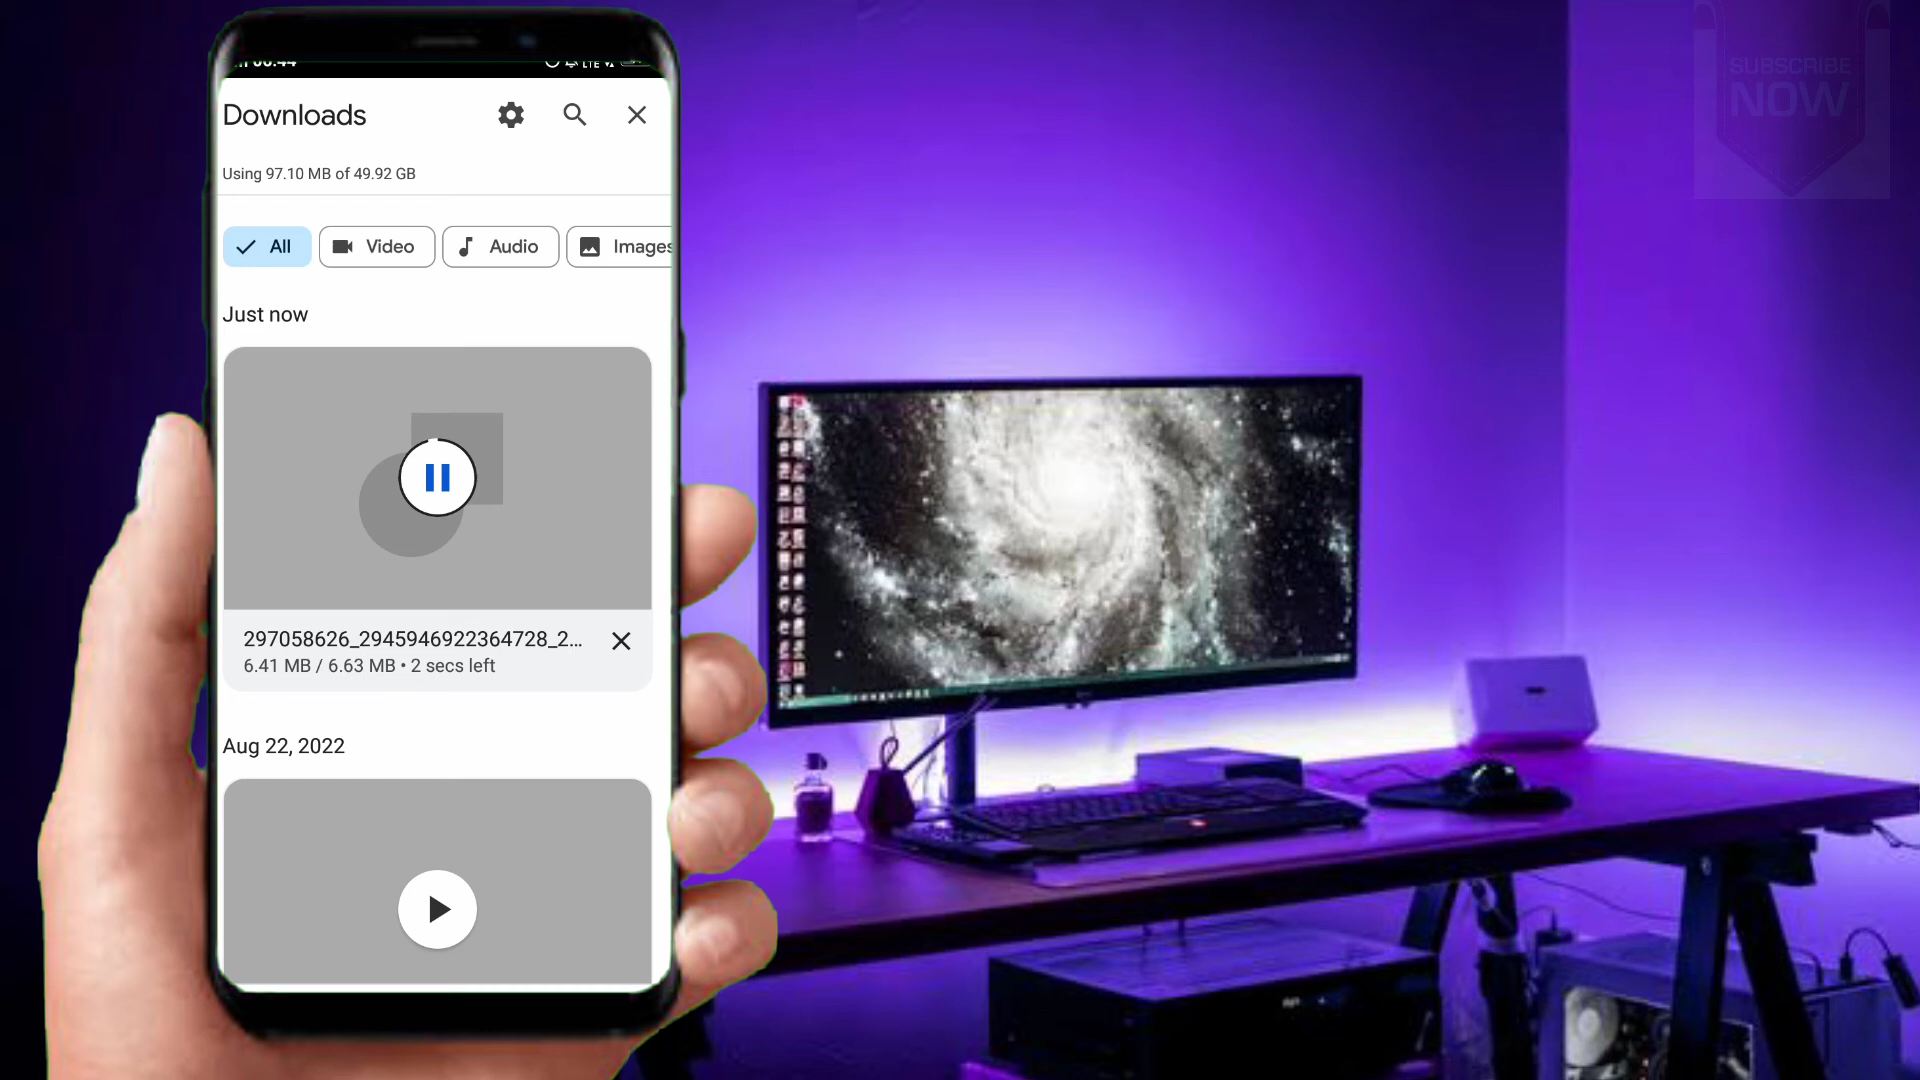 Downloads
Using 97.10 MB of 49.92 GB
All
Video
Audio
Images
Just now
297058626_2945946922364728_2...
6.41 MB / 6.63 MB • 2 secs left
Aug 22, 2022
SUBSCRIBE
NOW
LTE